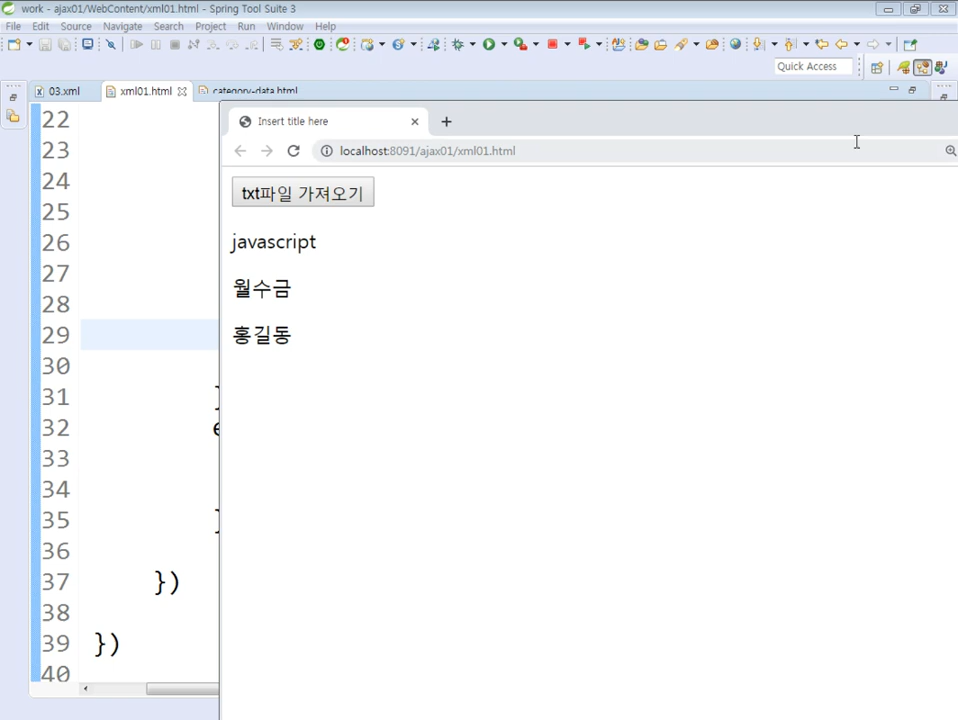 work - ajax01/WebContent/xml01.html - Spring Tool Suite 3
File Edit Source Navigate Search Project Run Window Help
Quick Access
03.xml xml01.html category-data.html
Insert title here
localhost:8091/ajax01/xml01.html
txt파일 가져오기
javascript
월수금
홍길동
22
23
24
25
26
27
28
29
30
31 }
32 e
33
34
35 }
36
37 })
38
39 })
40